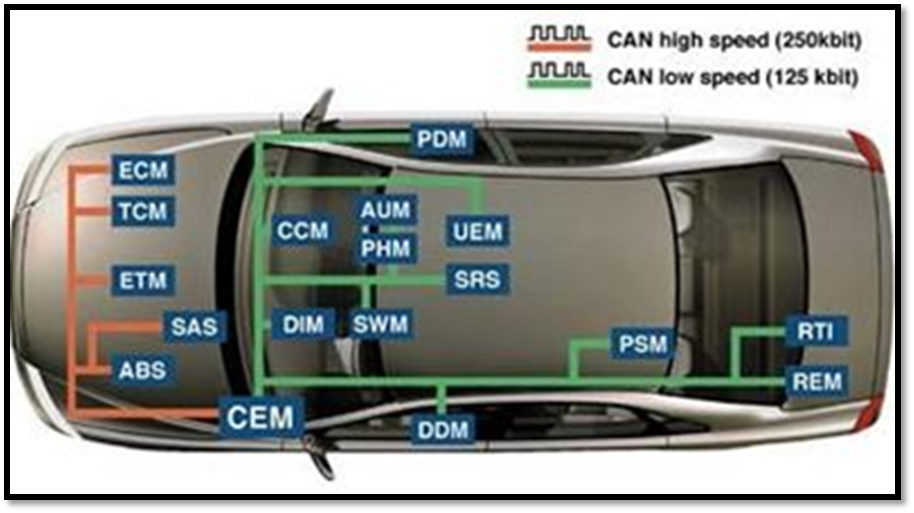 CAN high speed (250kbit)
CAN low speed (125 kbit)
PDM
ECM
TCM
AUM
CCM
UEM
PHM
ETM
SRS
SAS
DIM
SWM
PSM
RTI
ABS
REM
CEM
DDM